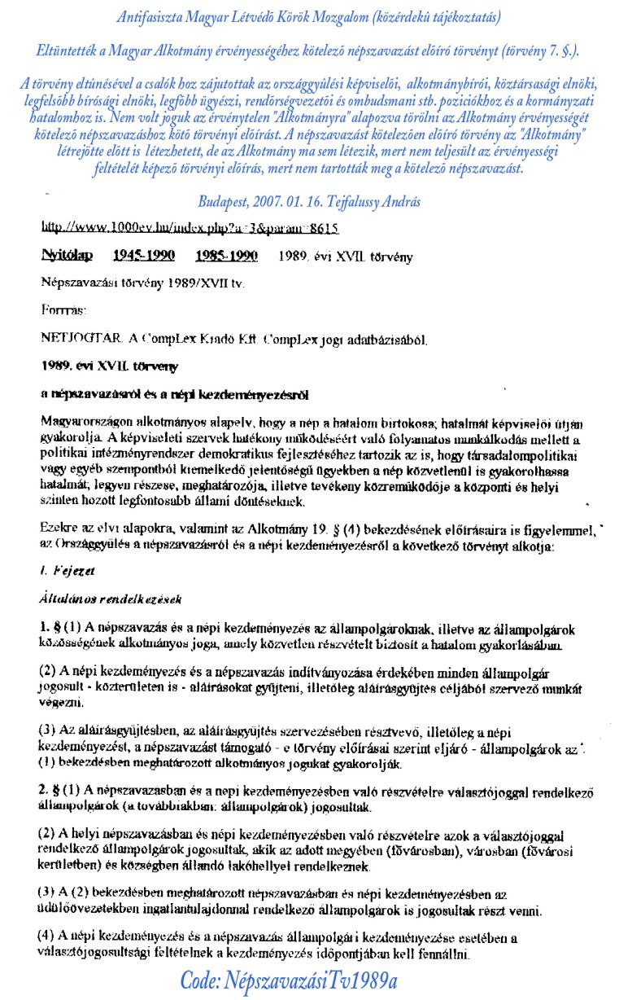 Antifasiszta Magyar Létvédő Körök Mozgalom (közérdekű tájékoztatás)
Eltüntették a Magyar Alkotmány érvényességéhez kötelező népszavazást előíró törvényt (törvény 7. §.).
A törvény eltűnésével a csalók hoz zájutottak az országgyűlési képviselői, alkotmánybírói, köztársasági elnöki,
legfelsőbb bírósági elnöki, legfőbb ügyészi, rendőrségvezetői és ombudsmani stb. poziciókhoz és a kormányzati
hatalomhoz is. Nem volt joguk az érvénytelen "Alkotmányra" alapozva törölni az Alkotmány érvényességét
kötelező népszavazáshoz kötő törvényi előírást. A népszavazást kötelezően előíró törvény az "Alkotmány"
létrejötte előtt is létezhetett, de az Alkotmány ma sem létezik, mert nem teljesült az érvényességi
feltételét képező törvényi előírás, mert nem tartották meg a kötelező népszavazást.
Budapest, 2007. 01. 16. Tejfalussy András
http://www.1000ev.hu/index.php?a=3&param=8615
Nyitólap 1945-1990 1985-1990 1989. évi XVII. törvény
Népszavazási törvény 1989/XVII tv.
Forrás:
NETJOGTÁR. A CompLex Kiadó Kft. CompLex jogi adatbázisából.
1989. évi XVII. törvény
a népszavazásról és a népi kezdeményezésről
Magyarországon alkotmányos alapelv, hogy a nép a hatalom birtokosa; hatalmát képviselői útján
gyakorolja. A képviseleti szervek hatékony működéséért való folyamatos munkálkodás mellett a
politikai intézményrendszer demokratikus fejlesztéséhez tartozik az is, hogy társadalompolitikai
vagy egyéb szempontból kiemelkedő jelentőségű ügyekben a nép közvetlenül is gyakorolhassa
hatalmát, legyen részese, meghatározója, illetve tevékeny közreműködője a központi és helyi
szinten hozott legfontosabb állami döntéseknek.
Ezekre az elvi alapokra, valamint az Alkotmány 19. § (4) bekezdésének előírásaira is figyelemmel,
az Országgyűlés a népszavazásról és a népi kezdeményezésről a következő törvényt alkotja:
I. Fejezet
Általános rendelkezések
1. § (1) A népszavazás és a népi kezdeményezés az állampolgároknak, illetve az állampolgárok
közösségének alkotmányos joga, amely közvetlen részvételt biztosít a hatalom gyakorlásában.
(2) A népi kezdeményezés és a népszavazás indítványozása érdekében minden állampolgár
jogosult - közterületen is - aláírásokat gyűjteni, illetőleg aláírásgyűjtés céljából szervező munkát
végezni.
(3) Az aláírásgyűjtésben, az aláírásgyűjtés szervezésében résztvevő, illetőleg a népi
kezdeményezést, a népszavazást támogató - e törvény előírásai szerint eljáró - állampolgárok az
(1) bekezdésben meghatározott alkotmányos jogukat gyakorolják.
2. § (1) A népszavazásban és a népi kezdeményezésben való részvételre választójoggal rendelkező
állampolgárok (a továbbiakban: állampolgárok) jogosultak.
(2) A helyi népszavazásban és népi kezdeményezésben való részvételre azok a választójoggal
rendelkező állampolgárok jogosultak, akik az adott megyében (fővárosban), városban (fővárosi
kerületben) és községben állandó lakóhellyel rendelkeznek.
(3) A (2) bekezdésben meghatározott népszavazásban és népi kezdeményezésben az
üdülőövezetekben ingatlantulajdonnal rendelkező állampolgárok is jogosultak részt venni.
(4) A népi kezdeményezés és a népszavazás állampolgári kezdeményezése esetében a
választójogosultsági feltételnek a kezdeményezés időpontjában kell fennállni.
Code: NépszavazásiTv1989a